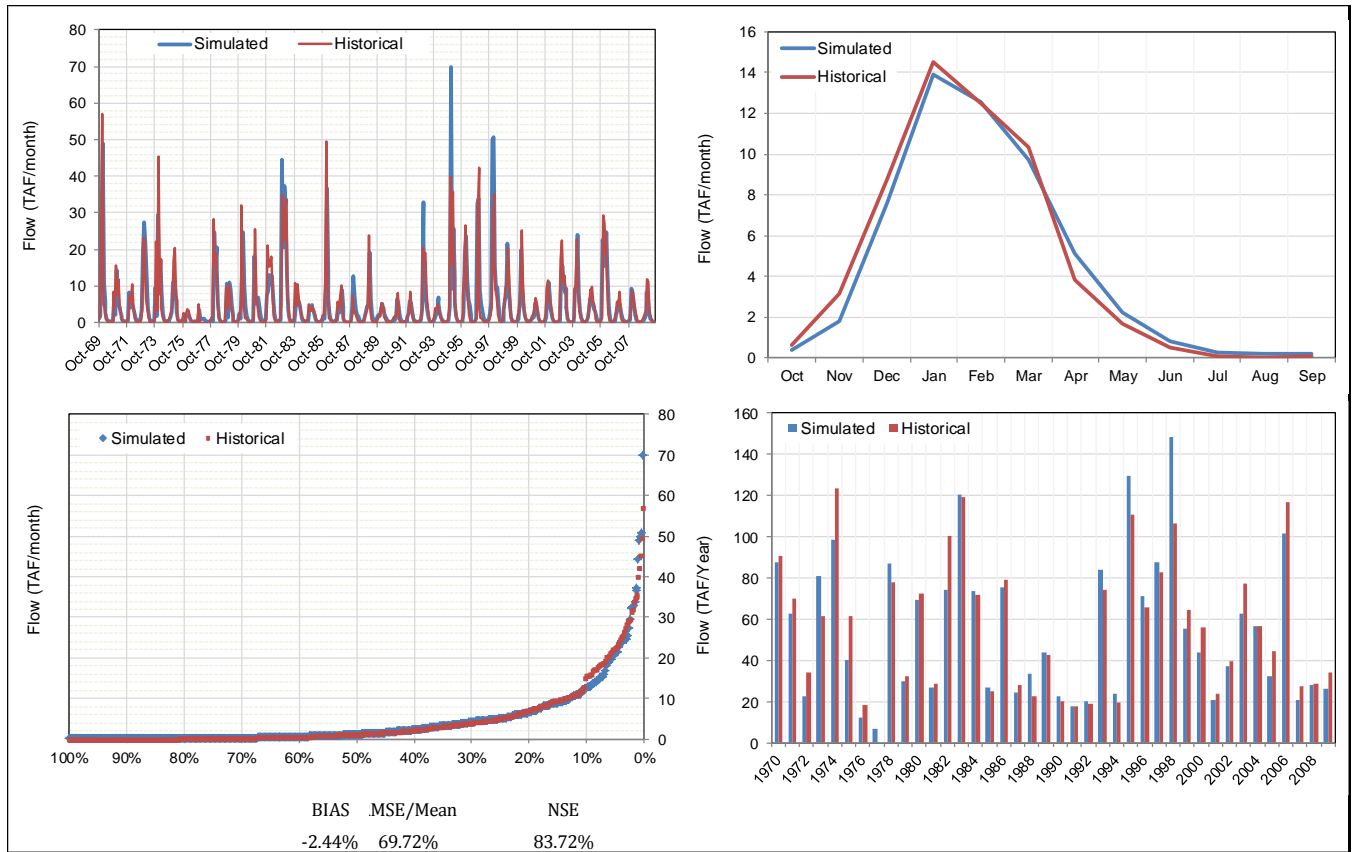 Simulated Historical
Flow (TAF/month)
80
70
60
50
40
30
20
10
0
Oct-69 Oct-71 Oct-73 Oct-75 Oct-77 Oct-79 Oct-81 Oct-83 Oct-85 Oct-87 Oct-89 Oct-91 Oct-93 Oct-95 Oct-97 Oct-99 Oct-01 Oct-03 Oct-05 Oct-07
Simulated
Historical
Flow (TAF/month)
16
14
12
10
8
6
4
2
0
Oct Nov Dec Jan Feb Mar Apr May Jun Jul Aug Sep
Simulated Historical
Flow (TAF/month)
80
70
60
50
40
30
20
10
0
100% 90% 80% 70% 60% 50% 40% 30% 20% 10% 0%
BIAS .MSE/Mean NSE
-2.44% 69.72% 83.72%
Simulated Historical
Flow (TAF/Year)
160
140
120
100
80
60
40
20
0
1970 1972 1974 1976 1978 1980 1982 1984 1986 1988 1990 1992 1994 1996 1998 2000 2002 2004 2006 2008